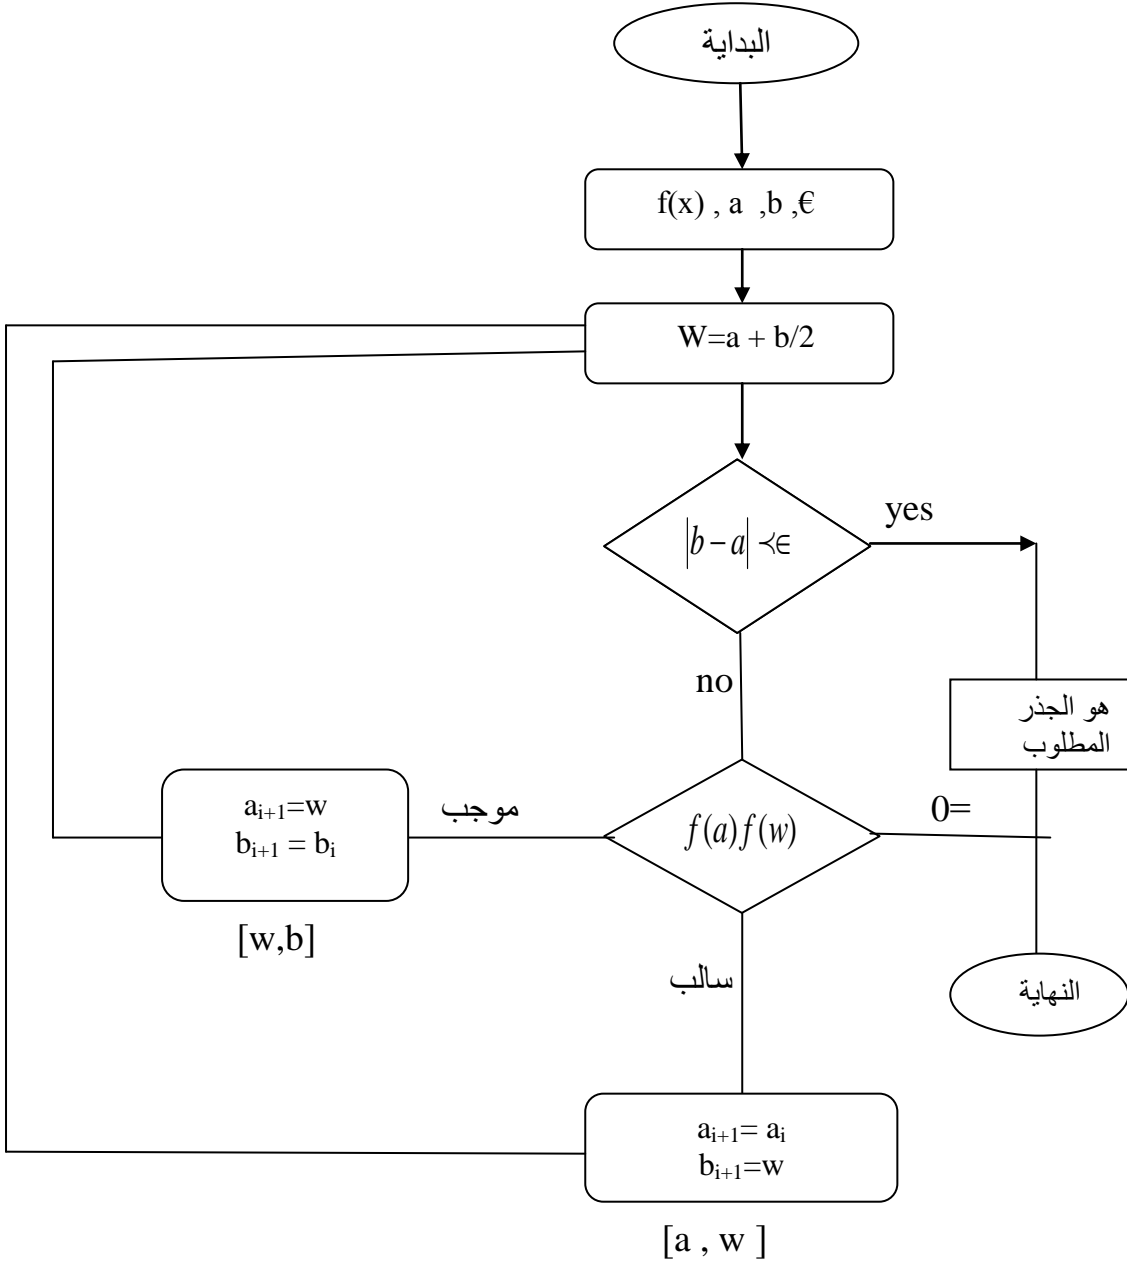 البداية
f(x) , a ,b ,€
W=a + b/2
|b−a| ≺∈
yes
no
هو الجذر
المطلوب
a_{i+1}=w
b_{i+1} = b_i
موجب
f(a)f(w)
0=
[w,b]
سالب
النهاية
a_{i+1}= a_i
b_{i+1}=w
[a , w ]